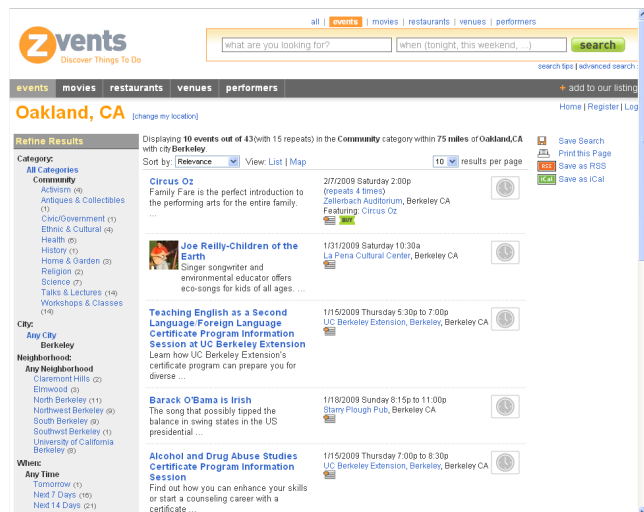 all | events | movies | restaurants | venues | performers
zvents
Discover Things To Do
what are you looking for?
when (tonight, this weekend, ...)
search
search tips | advanced search
events movies restaurants venues performers
+ add to our listing
Oakland, CA [change my location]
Home | Register | Log
Refine Results
Category:
All Categories
Community
Activism (4)
Antiques & Collectibles
(1)
Civic/Government (1)
Ethnic & Cultural (4)
Health (6)
History (1)
Home & Garden (3)
Religion (2)
Science (7)
Talks & Lectures (14)
Workshops & Classes
(14)
City:
Any City
Berkeley
Neighborhood:
Any Neighborhood
Claremont Hills (2)
Elmwood (3)
North Berkeley (11)
Northwest Berkeley (9)
South Berkeley (9)
Southwst Berkeley (1)
University of California
Berkeley (8)
When:
Any Time
Tomorrow (1)
Next 7 Days (16)
Next 14 Days (21)
Displaying 10 events out of 43(with 15 repeats) in the Community category within 75 miles of Oakland,CA
with city Berkeley.
Sort by: Relevance View: List | Map
10 results per page
Circus Oz
Family Fare is the perfect introduction to
the performing arts for the entire family.
...
2/7/2009 Saturday 2:00p
(repeats 4 times)
Zellerbach Auditorium, Berkeley CA
Featuring: Circus Oz
BUY
Joe Reilly-Children of the
Earth
Singer songwriter and
environmental educator offers
eco-songs for kids of all ages. ...
1/31/2009 Saturday 10:30a
La Pena Cultural Center, Berkeley CA
Teaching English as a Second
Language/Foreign Language
Certificate Program Information
Session at UC Berkeley Extension
Learn how UC Berkeley Extension's
certificate program can prepare you for
diverse ...
1/15/2009 Thursday 5:30p to 7:00p
UC Berkeley Extension, Berkeley, Berkeley CA
Barack O'Bama is Irish
The song that possibly tipped the
balance in swing states in the US
presidential ...
1/18/2009 Sunday 8:15p to 11:00p
Starry Plough Pub, Berkeley CA
Alcohol and Drug Abuse Studies
Certificate Program Information
Session
Find out how you can enhance your skills
or start a counseling career with a
certificate ...
1/15/2009 Thursday 7:00p to 8:30p
UC Berkeley Extension, Berkeley, Berkeley CA
Save Search
Print this Page
RSS Save as RSS
iCal Save as iCal